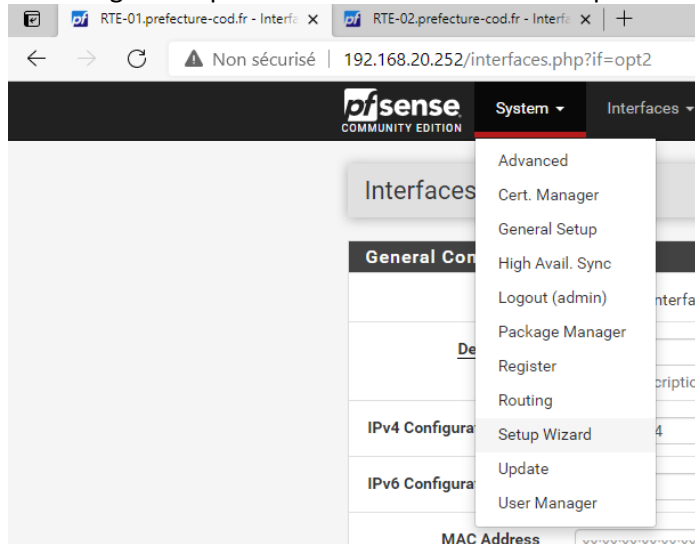 RTE-01.prefecture-cod.fr - Interfa
RTE-02.prefecture-cod.fr - Interfa
Non sécurisé
192.168.20.252/interfaces.php?if=opt2
pfsense
COMMUNITY EDITION
System
Interfaces
Interfaces
Advanced
Cert. Manager
General Setup
General Con
High Avail. Sync
Logout (admin)
nterfa
Package Manager
De
Register
criptio
Routing
IPv4 Configura
Setup Wizard
4
Update
IPv6 Configura
User Manager
MAC Address